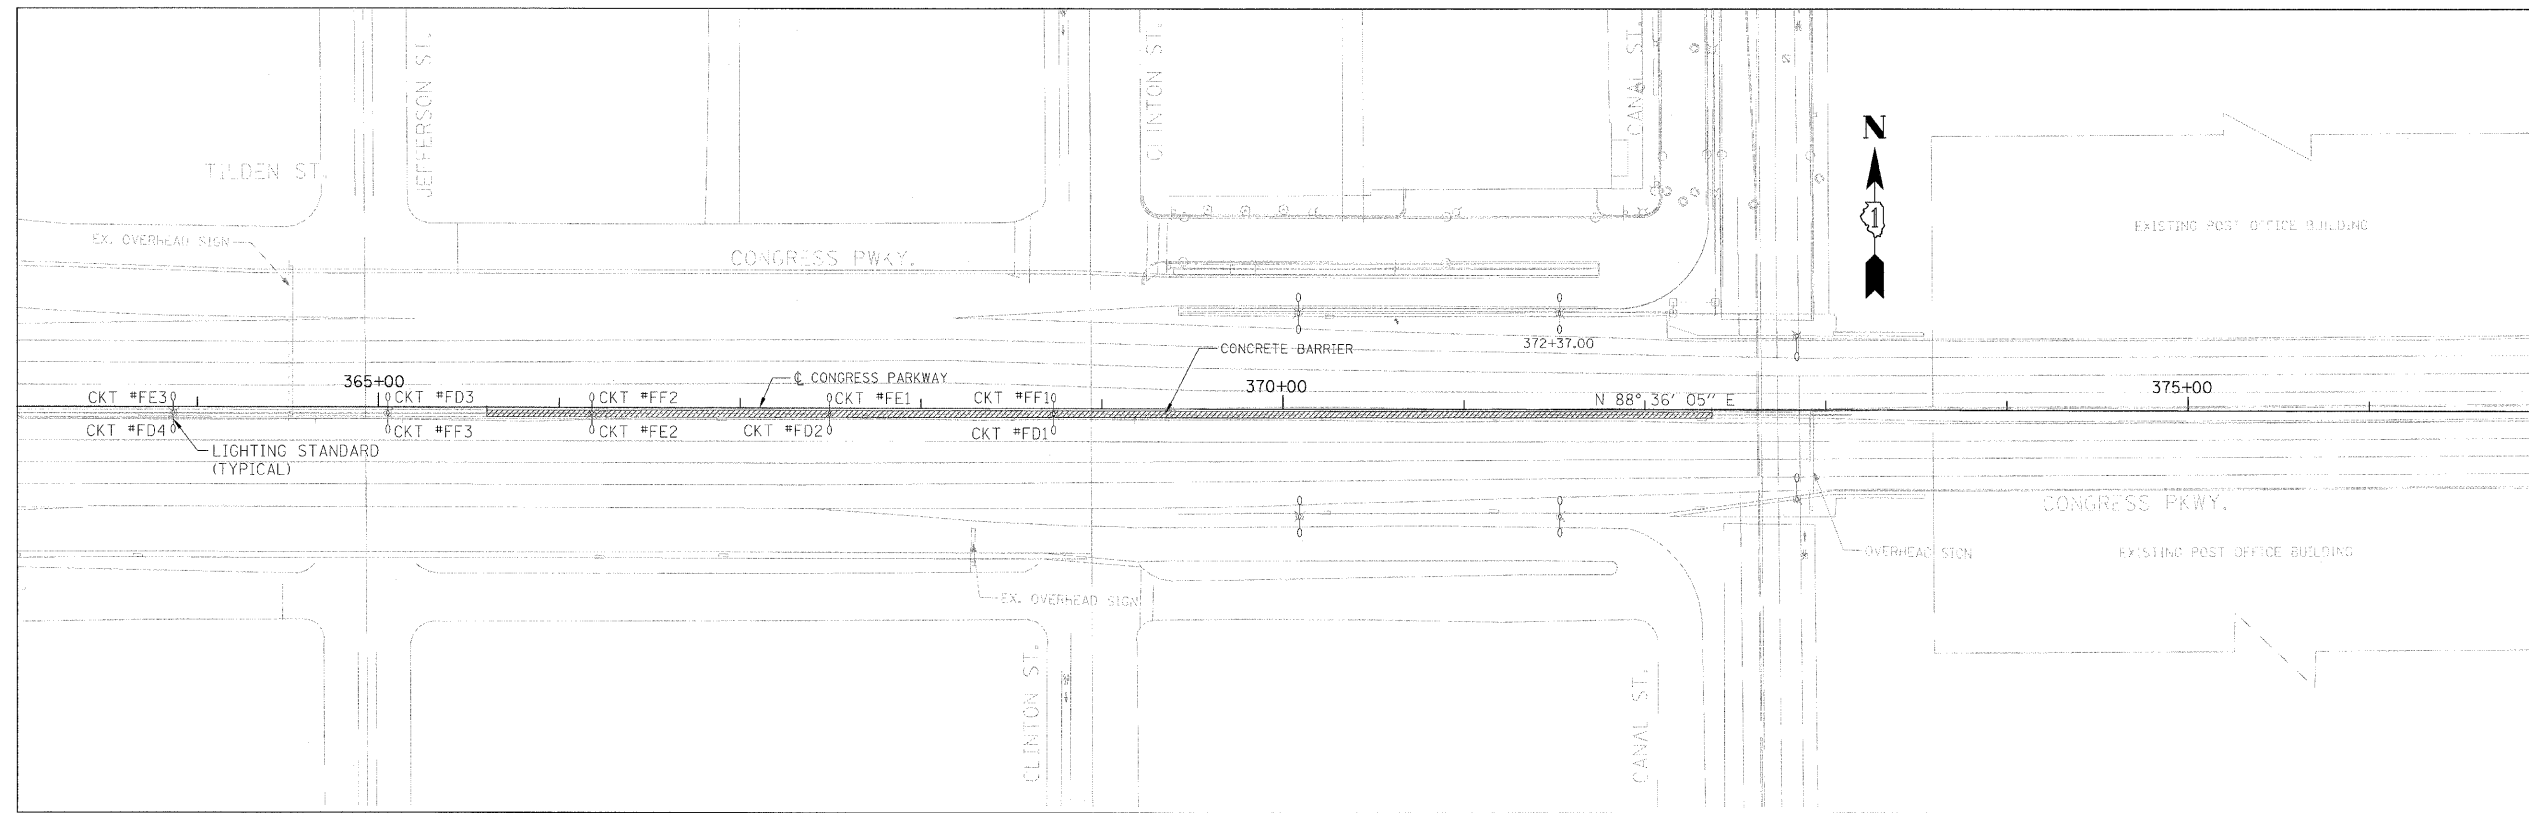 JEFFERSON ST.
CLINTON ST.
CANAL ST.
N
TILDEN ST.
1
EXISTING POST OFFICE BUILDING
EX. OVERHEAD SIGN
CONGRESS PWKY.
372+37.00
CONCRETE BARRIER
365+00
℄ CONGRESS PARKWAY
370+00
375+00
CKT #FE3
CKT #FD3
CKT #FF2
CKT #FE1
CKT #FF1
N 88° 36' 05" E
CKT #FD4
CKT #FF3
CKT #FE2
CKT #FD2
CKT #FD1
LIGHTING STANDARD
(TYPICAL)
CONGRESS PKWY.
OVERHEAD SIGN
EXISTING POST OFFICE BUILDING
EX. OVERHEAD SIGN
CLINTON ST.
CANAL ST.